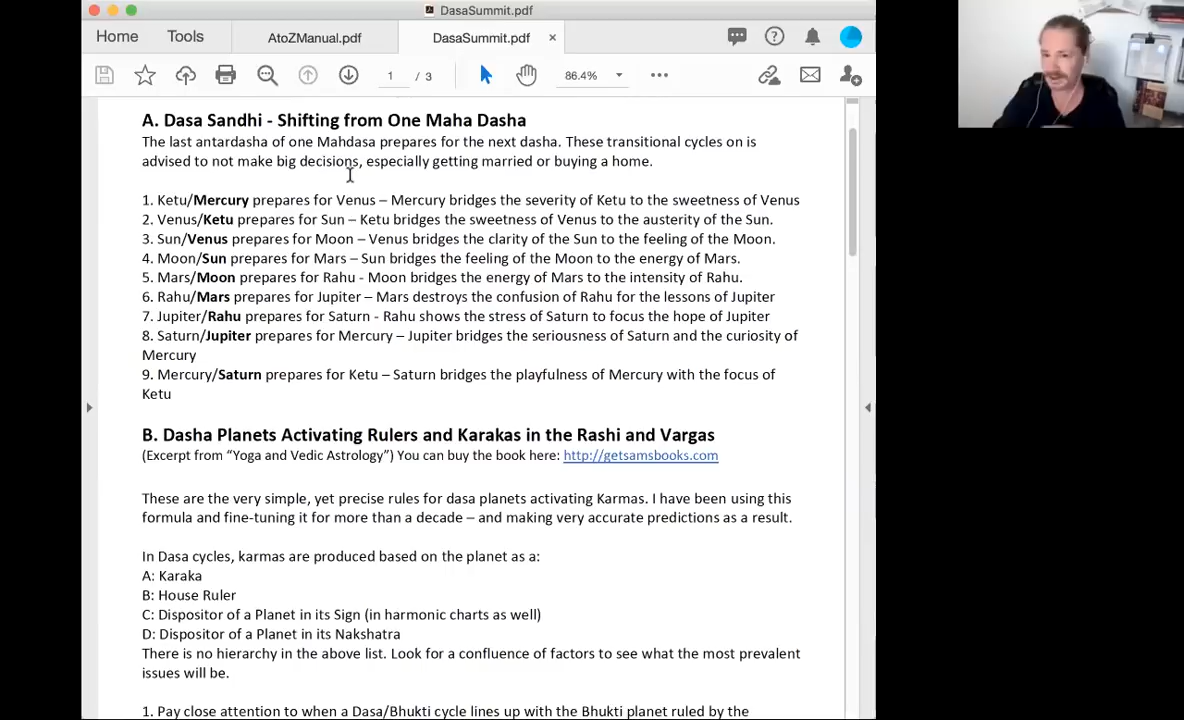 DasaSummit.pdf
Home Tools AtoZManual.pdf DasaSummit.pdf ×
1 / 3 86.4%
A. Dasa Sandhi - Shifting from One Maha Dasha
The last antardasha of one Mahdasa prepares for the next dasha. These transitional cycles on is
advised to not make big decisions, especially getting married or buying a home.
1. Ketu/Mercury prepares for Venus – Mercury bridges the severity of Ketu to the sweetness of Venus
2. Venus/Ketu prepares for Sun – Ketu bridges the sweetness of Venus to the austerity of the Sun.
3. Sun/Venus prepares for Moon – Venus bridges the clarity of the Sun to the feeling of the Moon.
4. Moon/Sun prepares for Mars – Sun bridges the feeling of the Moon to the energy of Mars.
5. Mars/Moon prepares for Rahu - Moon bridges the energy of Mars to the intensity of Rahu.
6. Rahu/Mars prepares for Jupiter – Mars destroys the confusion of Rahu for the lessons of Jupiter
7. Jupiter/Rahu prepares for Saturn - Rahu shows the stress of Saturn to focus the hope of Jupiter
8. Saturn/Jupiter prepares for Mercury – Jupiter bridges the seriousness of Saturn and the curiosity of
Mercury
9. Mercury/Saturn prepares for Ketu – Saturn bridges the playfulness of Mercury with the focus of
Ketu
B. Dasha Planets Activating Rulers and Karakas in the Rashi and Vargas
(Excerpt from “Yoga and Vedic Astrology”) You can buy the book here: http://getsamsbooks.com
These are the very simple, yet precise rules for dasa planets activating Karmas. I have been using this
formula and fine-tuning it for more than a decade – and making very accurate predictions as a result.
In Dasa cycles, karmas are produced based on the planet as a:
A: Karaka
B: House Ruler
C: Dispositor of a Planet in its Sign (in harmonic charts as well)
D: Dispositor of a Planet in its Nakshatra
There is no hierarchy in the above list. Look for a confluence of factors to see what the most prevalent
issues will be.
1. Pay close attention to when a Dasa/Bhukti cycle lines up with the Bhukti planet ruled by the